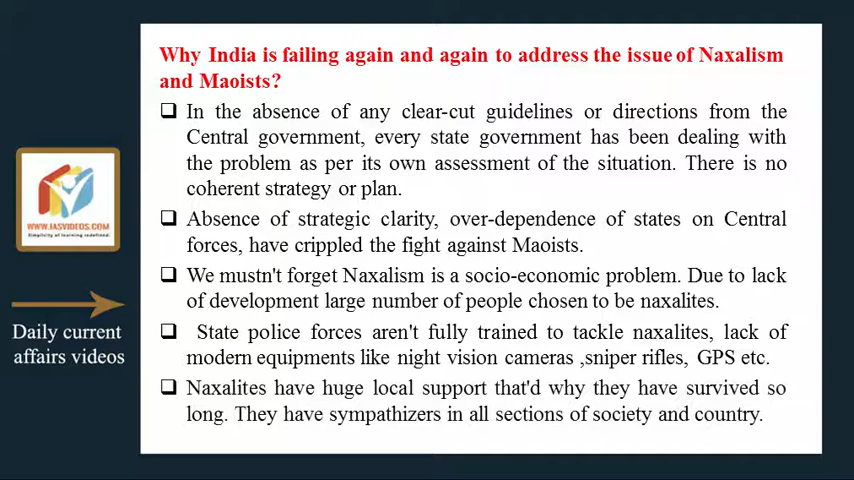 Why India is failing again and again to address the issue of Naxalism
and Maoists?
In the absence of any clear-cut guidelines or directions from the
Central government, every state government has been dealing with
the problem as per its own assessment of the situation. There is no
coherent strategy or plan.
Absence of strategic clarity, over-dependence of states on Central
forces, have crippled the fight against Maoists.
We mustn't forget Naxalism is a socio-economic problem. Due to lack
of development large number of people chosen to be naxalites.
State police forces aren't fully trained to tackle naxalites, lack of
modern equipments like night vision cameras ,sniper rifles, GPS etc.
Naxalites have huge local support that'd why they have survived so
long. They have sympathizers in all sections of society and country.
WWW.IASVIDEOS.COM
Simplicity of learning redefined.
Daily current
affairs videos